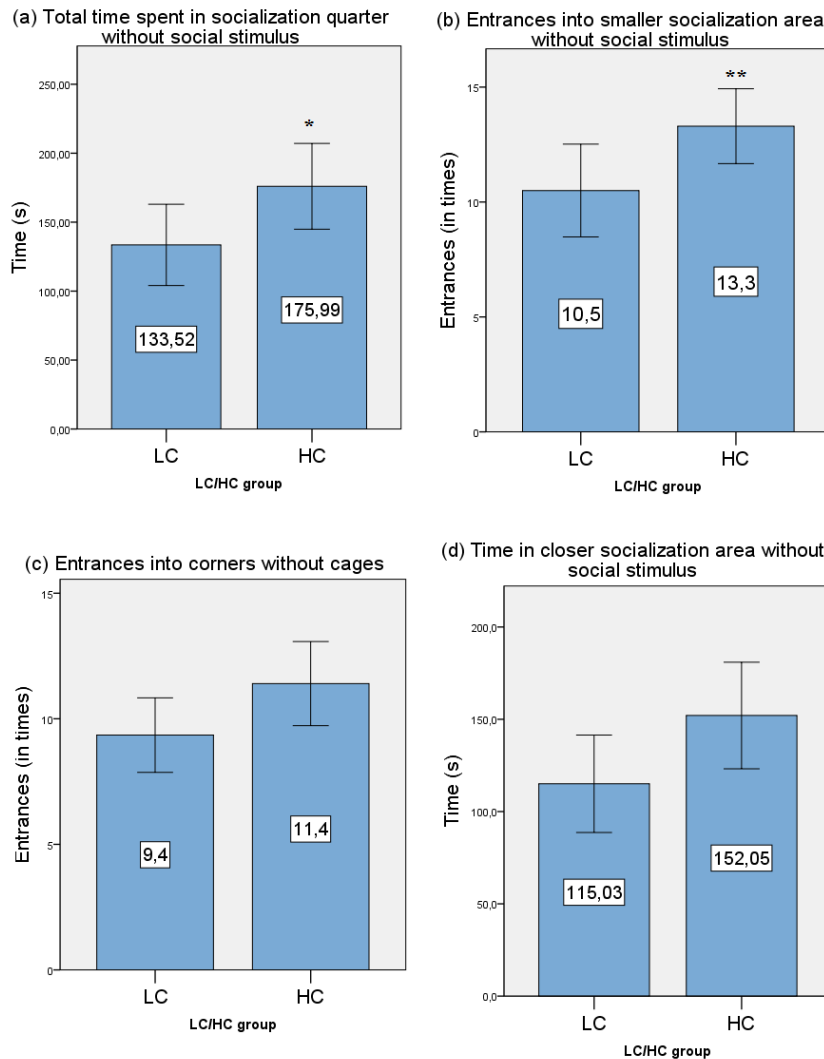 (a) Total time spent in socialization quarter
without social stimulus
250,00
200,00
150,00
100,00
50,00
0,00
Time (s)
*
133,52
175,99
LC
HC
LC/HC group
(b) Entrances into smaller socialization area
without social stimulus
15
10
5
0
Entrances (in times)
**
10,5
13,3
LC
HC
LC/HC group
(c) Entrances into corners without cages
15
10
5
0
Entrances (in times)
9,4
11,4
LC
HC
LC/HC group
(d) Time in closer socialization area without
social stimulus
200,0
150,0
100,0
50,0
0,0
Time (s)
115,03
152,05
LC
HC
LC/HC group